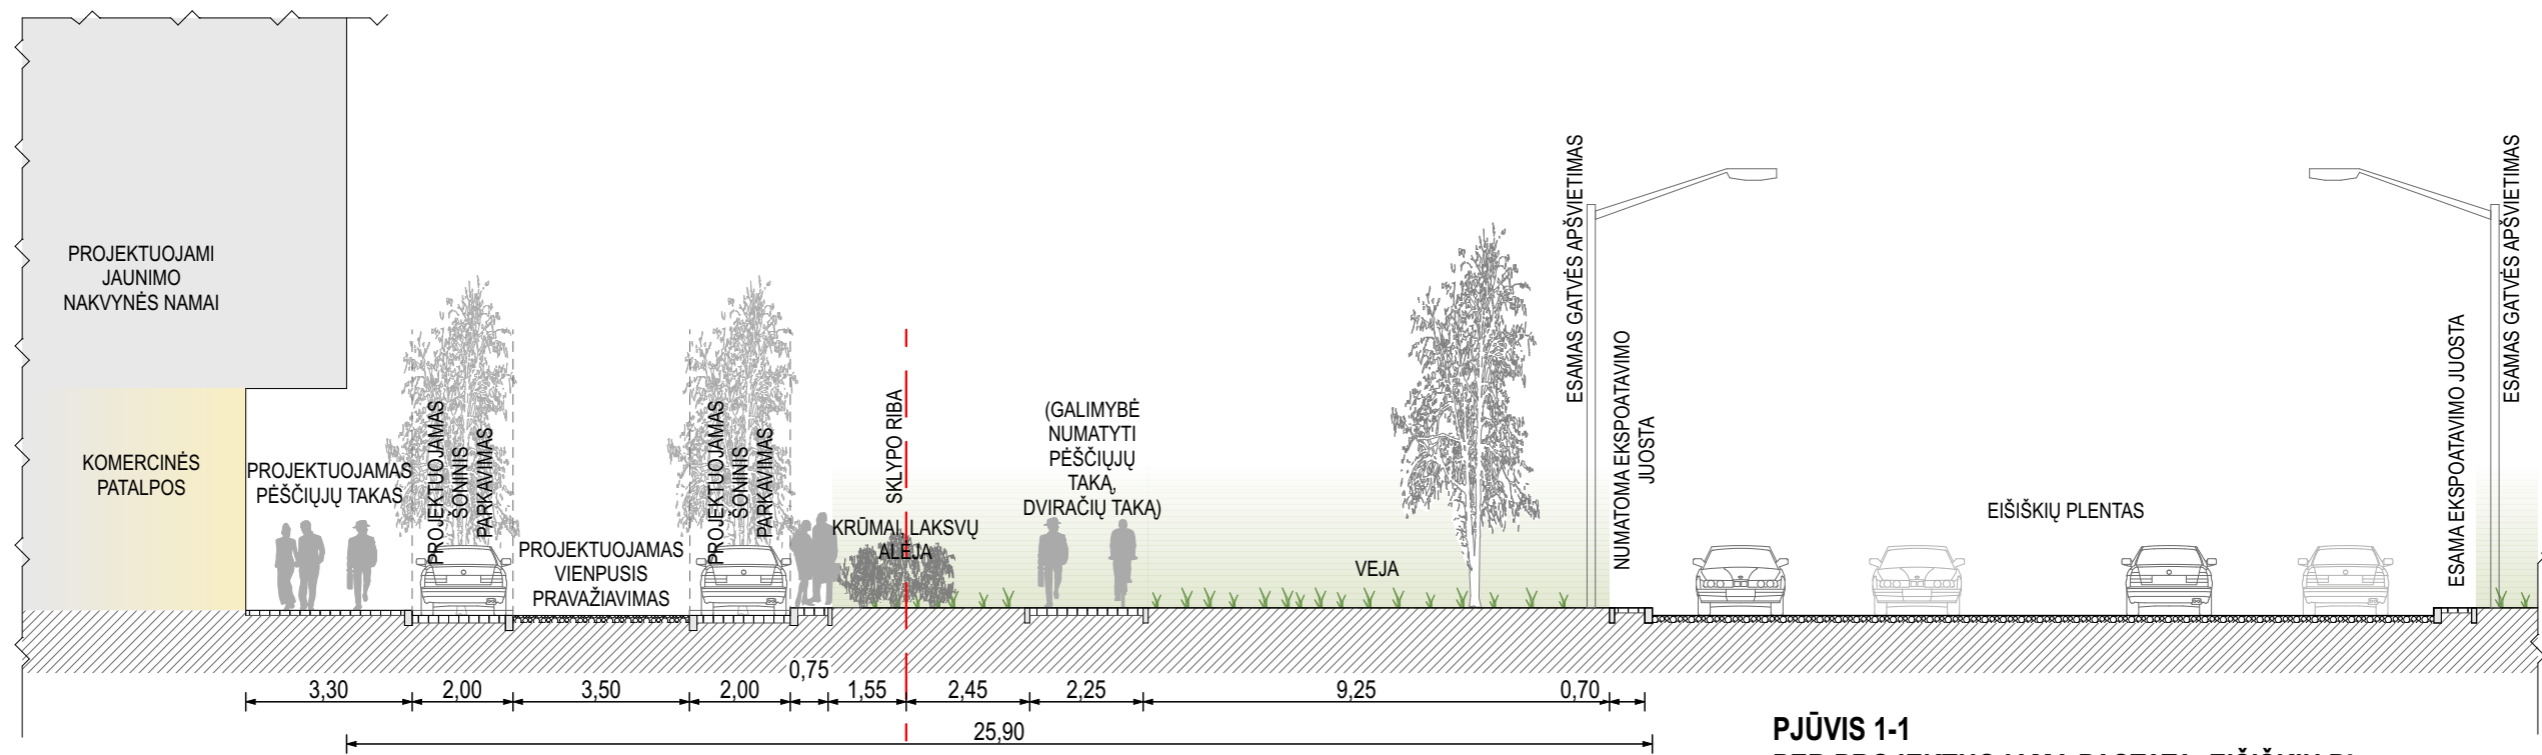 PROJEKTUOJAMI
JAUNIMO
NAKVYNĖS NAMAI
KOMERCINĖS
PATALPOS
PROJEKTUOJAMAS
PĖŠČIŲJŲ TAKAS
PROJEKTUOJAMAS
ŠONINIS
PARKAVIMAS
PROJEKTUOJAMAS
VIENPUSIS
PRAVAŽIAVIMAS
PROJEKTUOJAMAS
ŠONINIS
PARKAVIMAS
SKLYPO RIBA
KRŪMAI, LAKSVŲ
ALĖJA
(GALIMYBĖ
NUMATYTI
PĖŠČIŲJŲ
TAKĄ,
DVIRAČIŲ TAKĄ)
VEJA
ESAMAS GATVĖS APŠVIETIMAS
NUMATOMA EKSPOATAVIMO
JUOSTA
EIŠIŠKIŲ PLENTAS
ESAMA EKSPOATAVIMO JUOSTA
ESAMAS GATVĖS APŠVIETIMAS
3,30
2,00
3,50
2,00
0,75
1,55
2,45
2,25
9,25
0,70
25,90
PJŪVIS 1-1